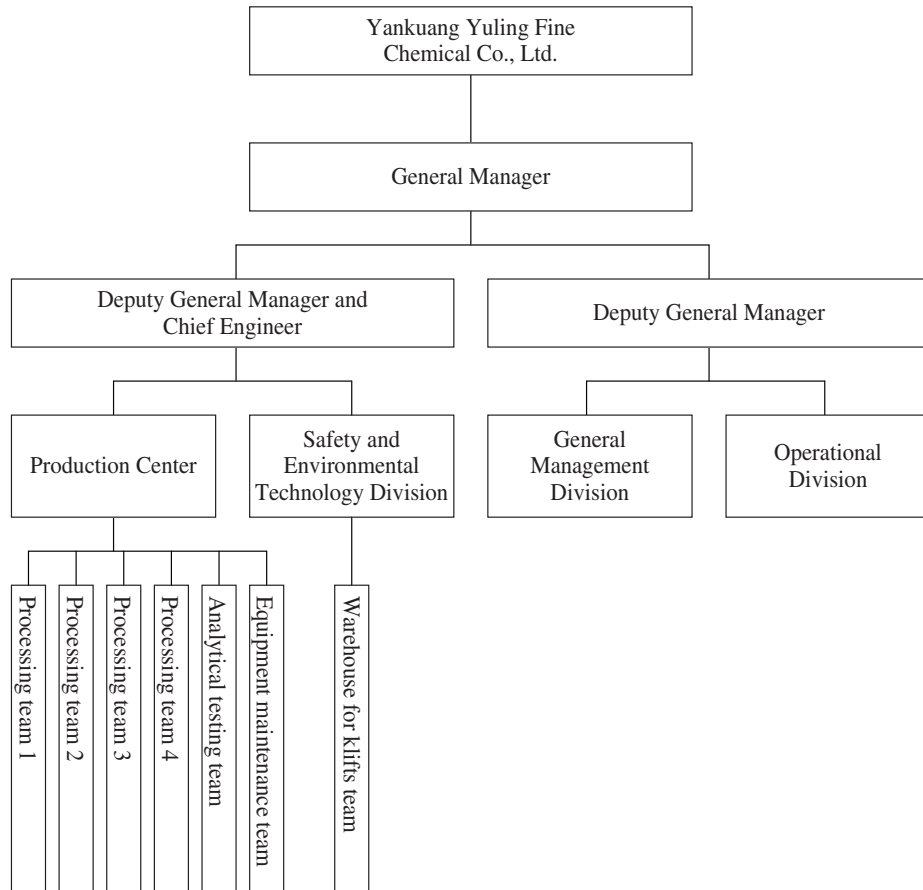 Yankuang Yuling Fine
Chemical Co., Ltd.
General Manager
Deputy General Manager and
Chief Engineer
Deputy General Manager
Production Center
Safety and
Environmental
Technology Division
General
Management
Division
Operational
Division
Processing team 1
Processing team 2
Processing team 3
Processing team 4
Analytical testing team
Equipment maintenance team
Warehouse for klifts team